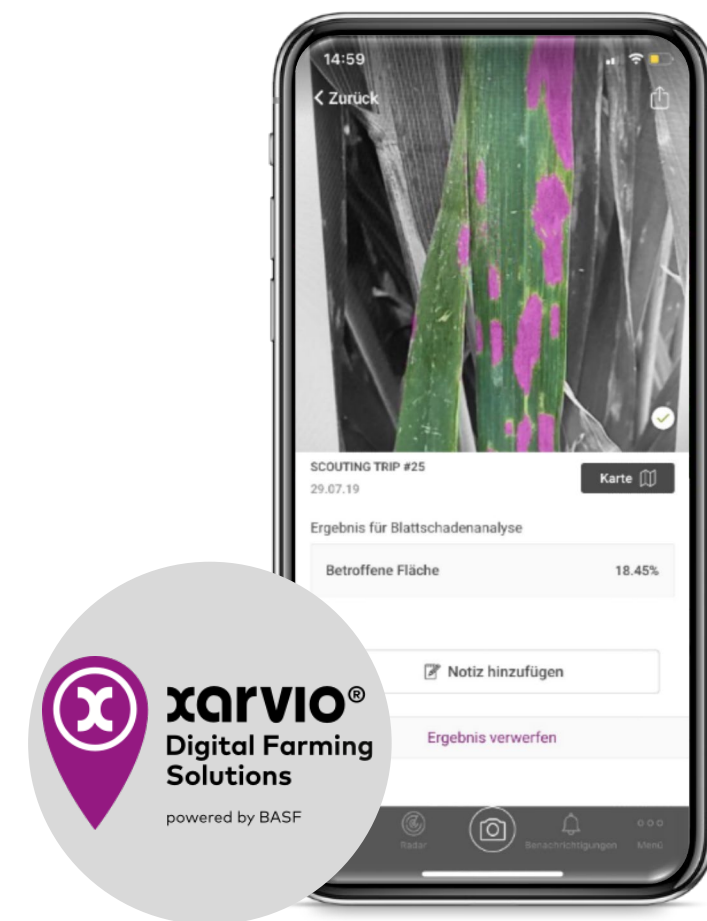 14:59
Zurück
SCOUTING TRIP #25
29.07.19
Karte
Ergebnis für Blattschadenanalyse
Betroffene Fläche 18.45%
Notiz hinzufügen
Ergebnis verwerfen
Radar Benachrichtigungen Menü
x
xarvio®
Digital Farming
Solutions
powered by BASF